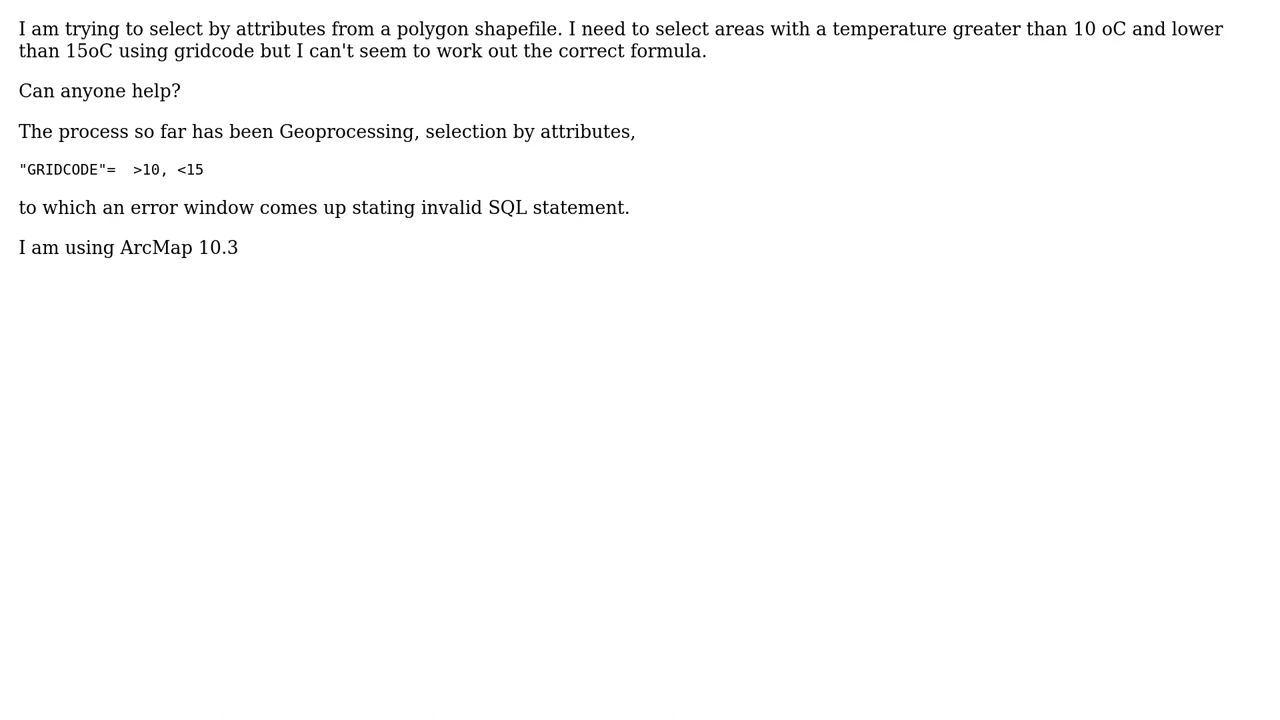 I am trying to select by attributes from a polygon shapefile. I need to select areas with a temperature greater than 10 oC and lower
than 15oC using gridcode but I can't seem to work out the correct formula.
Can anyone help?
The process so far has been Geoprocessing, selection by attributes,
"GRIDCODE"=  >10, <15
to which an error window comes up stating invalid SQL statement.
I am using ArcMap 10.3